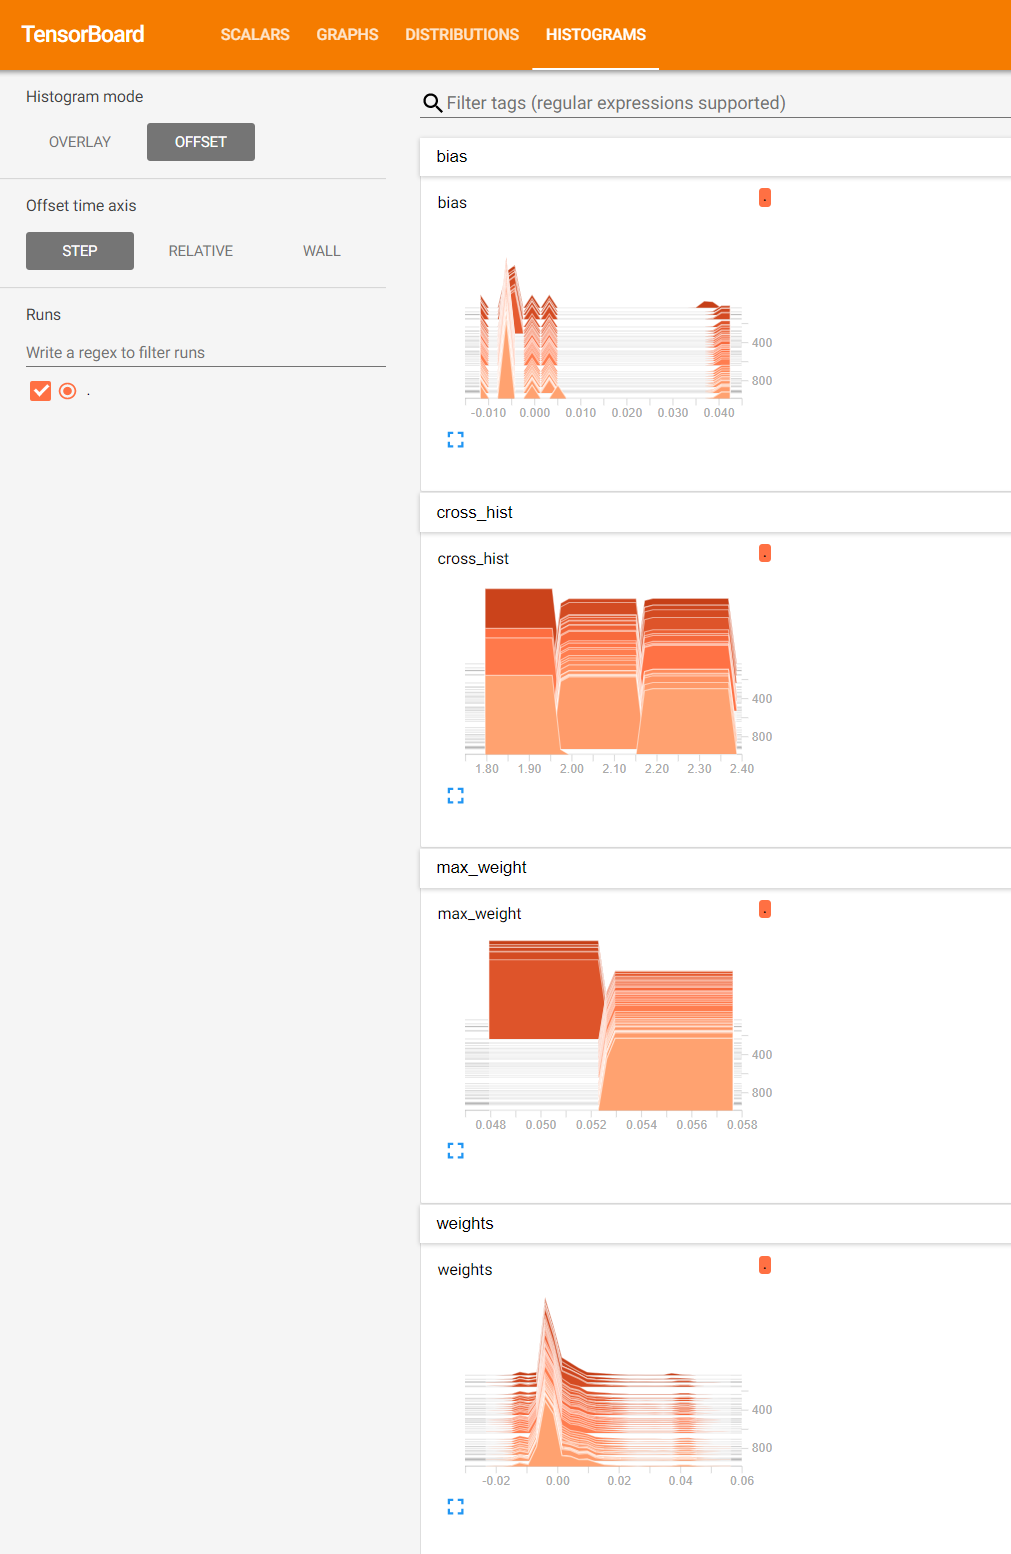 TensorBoard SCALARS GRAPHS DISTRIBUTIONS HISTOGRAMS
Histogram mode
OVERLAY OFFSET
Offset time axis
STEP RELATIVE WALL
Runs
Write a regex to filter runs
.
Filter tags (regular expressions supported)
bias
bias
.
400
800
-0.010 0.000 0.010 0.020 0.030 0.040
cross_hist
cross_hist
.
400
800
1.80 1.90 2.00 2.10 2.20 2.30 2.40
max_weight
max_weight
.
400
800
0.048 0.050 0.052 0.054 0.056 0.058
weights
weights
.
400
800
-0.02 0.00 0.02 0.04 0.06